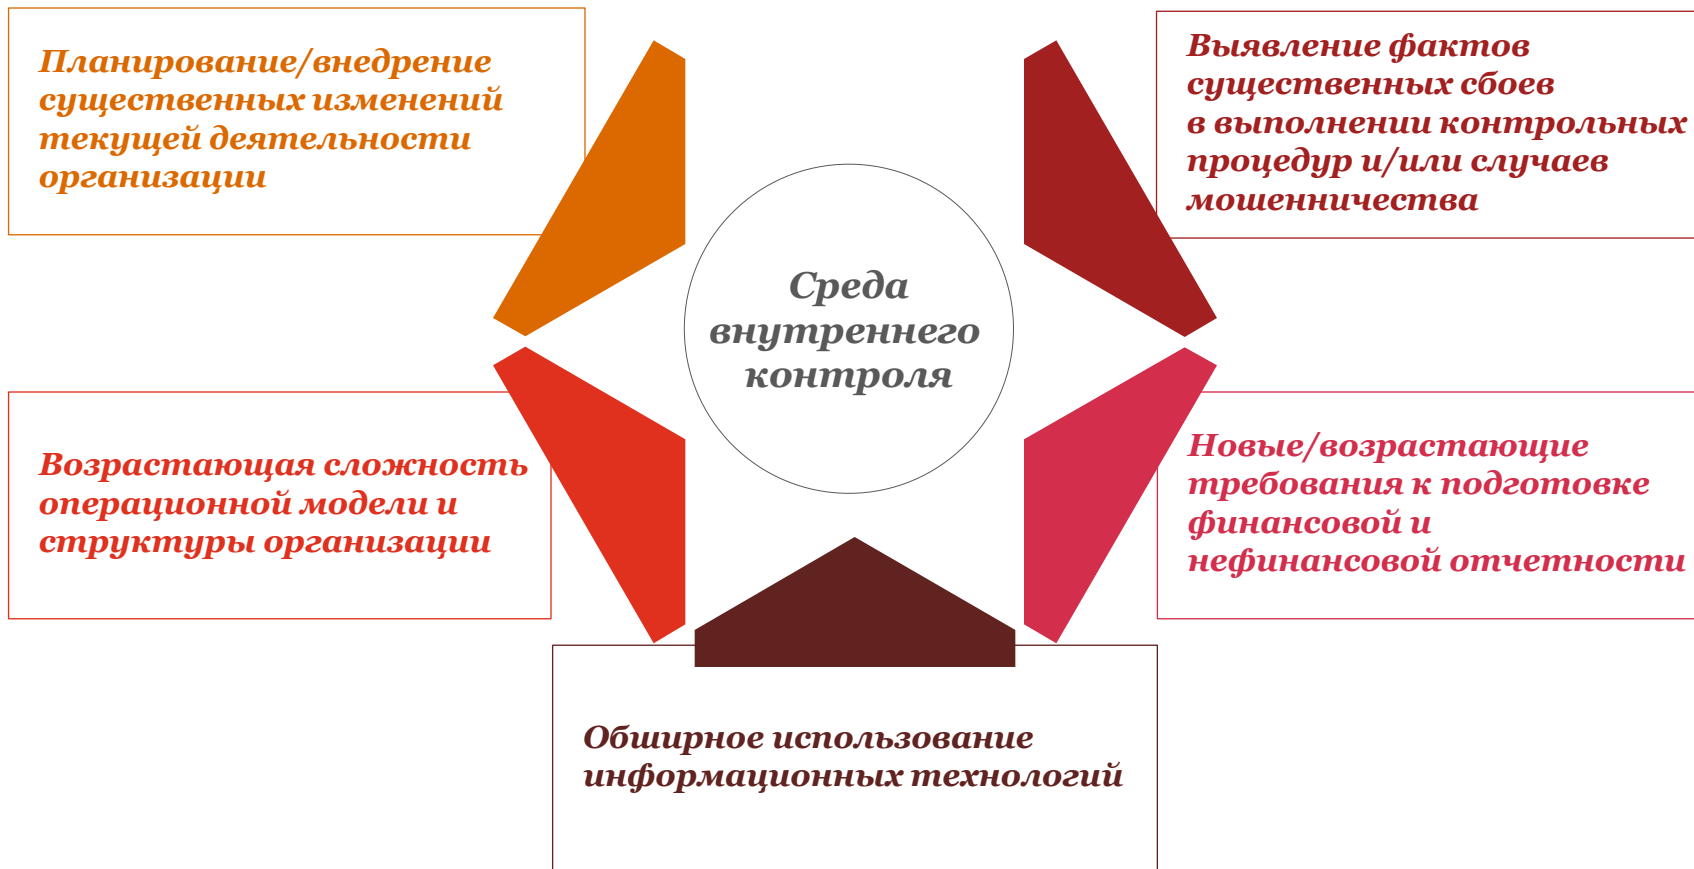 Планирование/внедрение
существенных изменений
текущей деятельности
организации
Выявление фактов
существенных сбоев
в выполнении контрольных
процедур и/или случаев
мошенничества
Среда
внутреннего
контроля
Возрастающая сложность
операционной модели и
структуры организации
Новые/возрастающие
требования к подготовке
финансовой и
нефинансовой отчетности
Обширное использование
информационных технологий